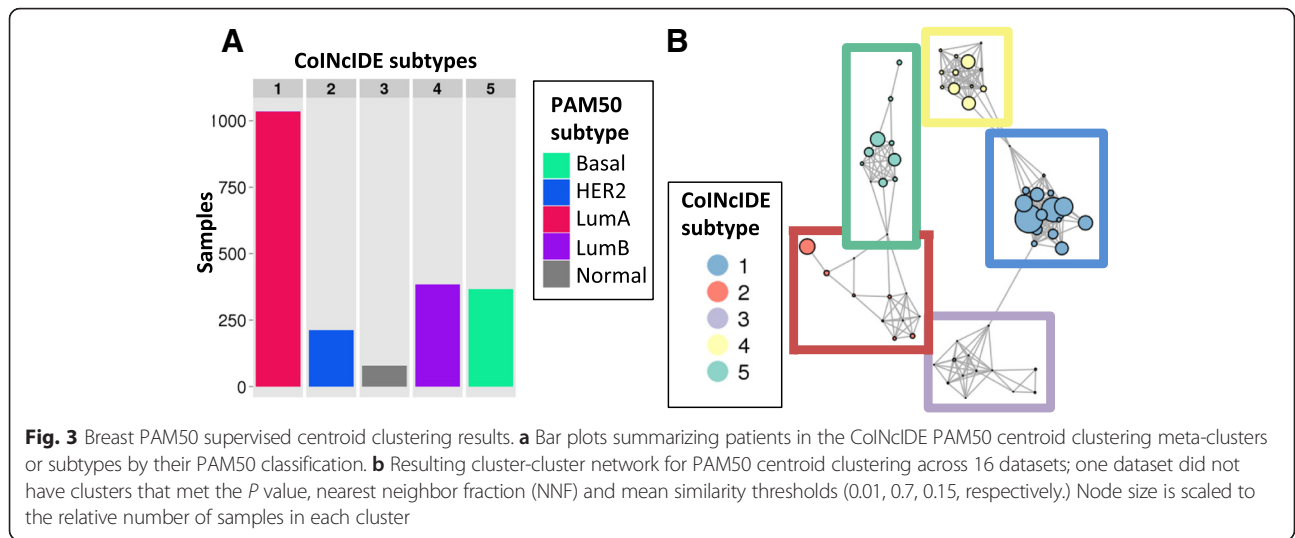 A
CoINcIDE subtypes
1 2 3 4 5
1000
750
500
250
0
Samples
PAM50
subtype
Basal
HER2
LumA
LumB
Normal
B
CoINcIDE
subtype
1
2
3
4
5
Fig. 3 Breast PAM50 supervised centroid clustering results. a Bar plots summarizing patients in the CoINcIDE PAM50 centroid clustering meta-clusters
or subtypes by their PAM50 classification. b Resulting cluster-cluster network for PAM50 centroid clustering across 16 datasets; one dataset did not
have clusters that met the P value, nearest neighbor fraction (NNF) and mean similarity thresholds (0.01, 0.7, 0.15, respectively.) Node size is scaled to
the relative number of samples in each cluster